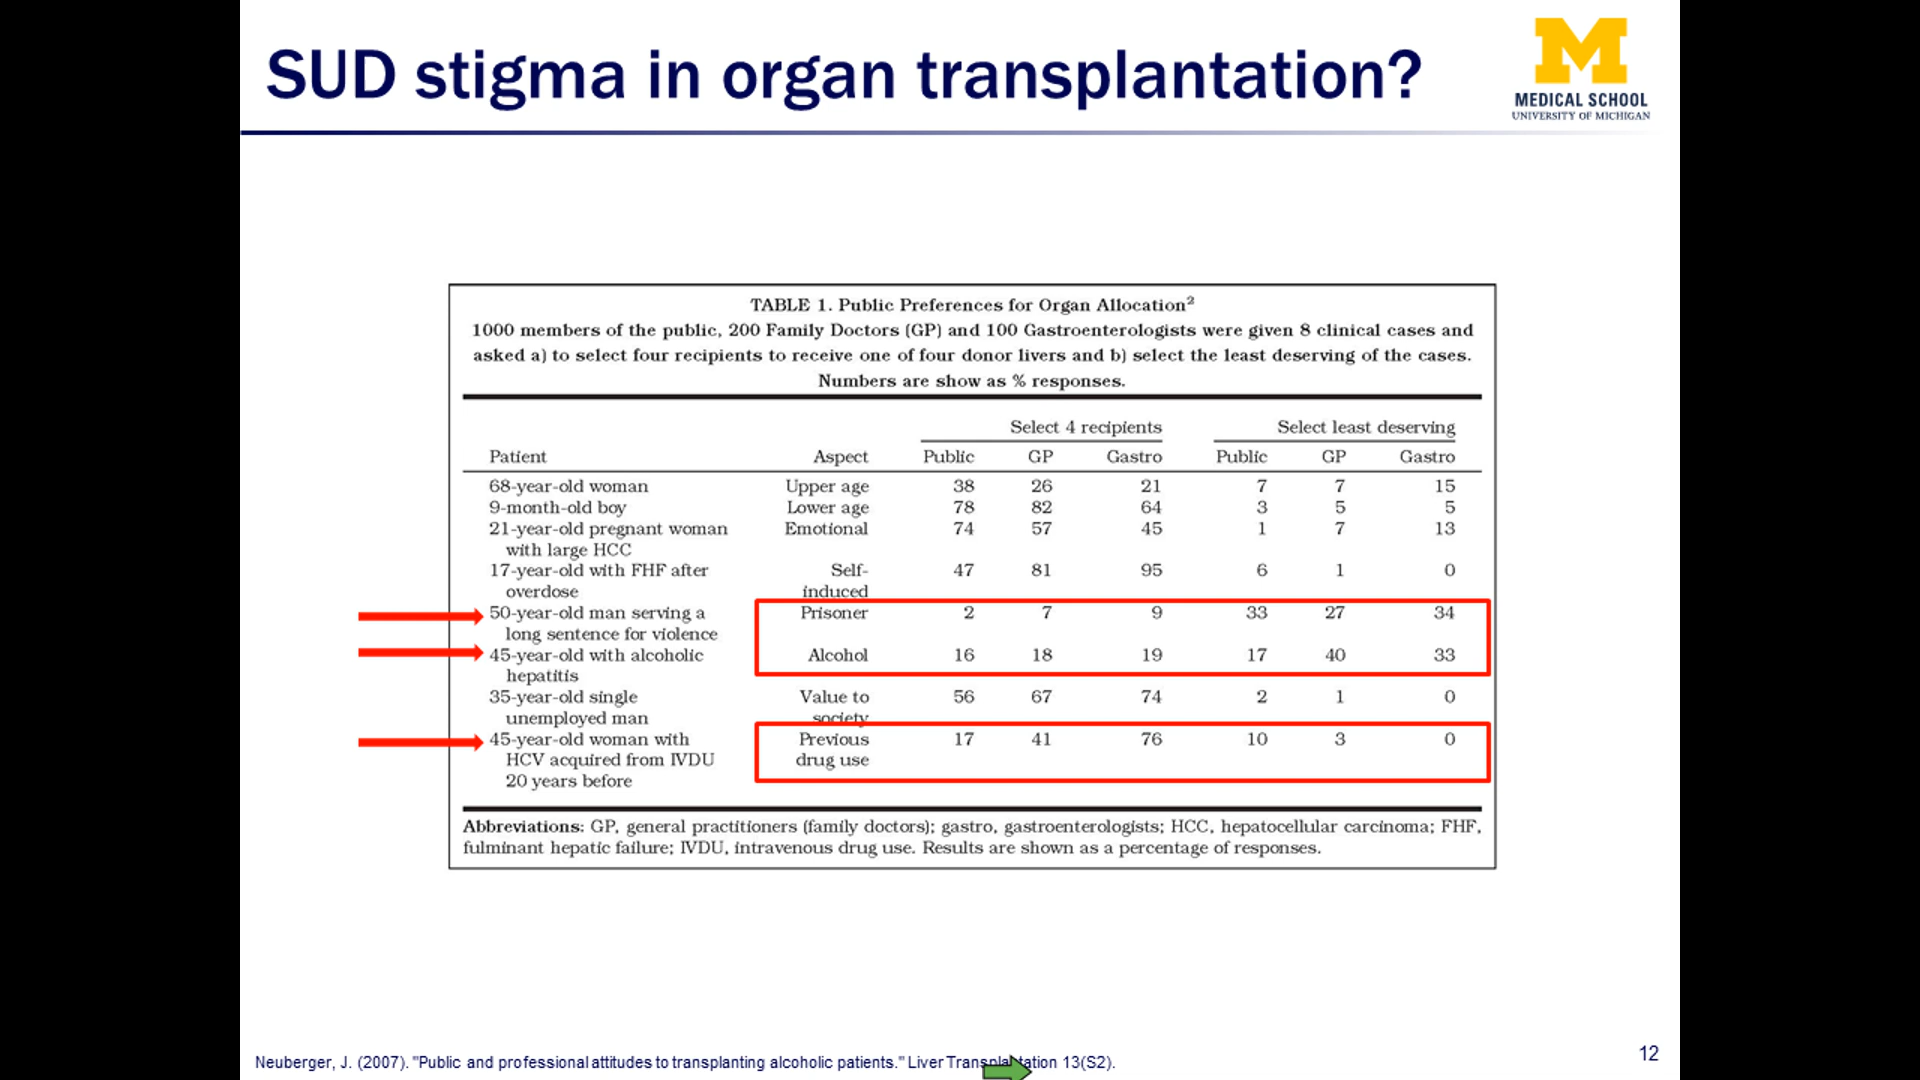 SUD stigma in organ transplantation?
M
MEDICAL SCHOOL
UNIVERSITY OF MICHIGAN
TABLE 1. Public Preferences for Organ Allocation²
1000 members of the public, 200 Family Doctors (GP) and 100 Gastroenterologists were given 8 clinical cases and
asked a) to select four recipients to receive one of four donor livers and b) select the least deserving of the cases.
Numbers are show as % responses.
Select 4 recipients Select least deserving
Patient Aspect Public GP Gastro Public GP Gastro
68-year-old woman Upper age 38 26 21 7 7 15
9-month-old boy Lower age 78 82 64 3 5 5
21-year-old pregnant woman Emotional 74 57 45 1 7 13
with large HCC
17-year-old with FHF after Self- 47 81 95 6 1 0
overdose induced
50-year-old man serving a Prisoner 2 7 9 33 27 34
long sentence for violence
45-year-old with alcoholic Alcohol 16 18 19 17 40 33
hepatitis
35-year-old single Value to 56 67 74 2 1 0
unemployed man society
45-year-old woman with Previous 17 41 76 10 3 0
HCV acquired from IVDU drug use
20 years before
Abbreviations: GP, general practitioners (family doctors); gastro, gastroenterologists; HCC, hepatocellular carcinoma; FHF,
fulminant hepatic failure; IVDU, intravenous drug use. Results are shown as a percentage of responses.
Neuberger, J. (2007). "Public and professional attitudes to transplanting alcoholic patients." Liver Transplantation 13(S2).
12